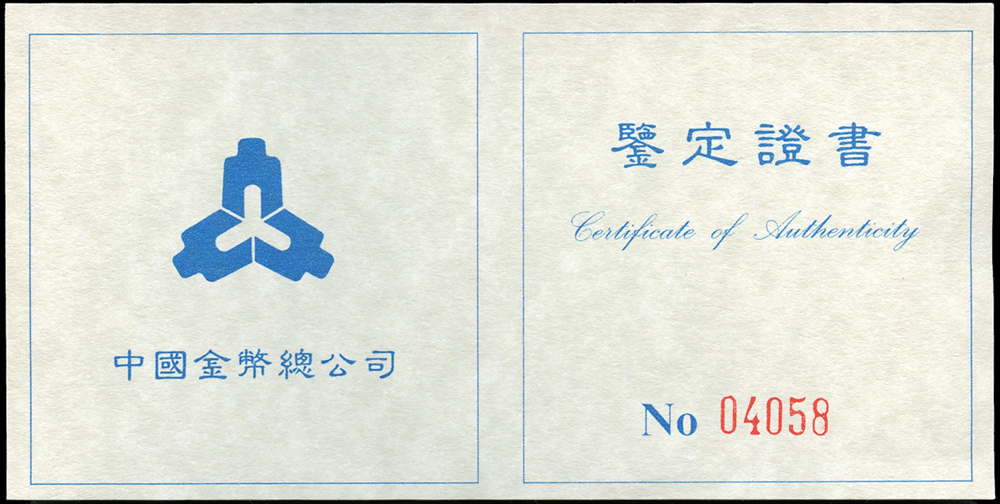 中國金幣總公司
鑒定證書
Certificate of Authenticity
No 04058